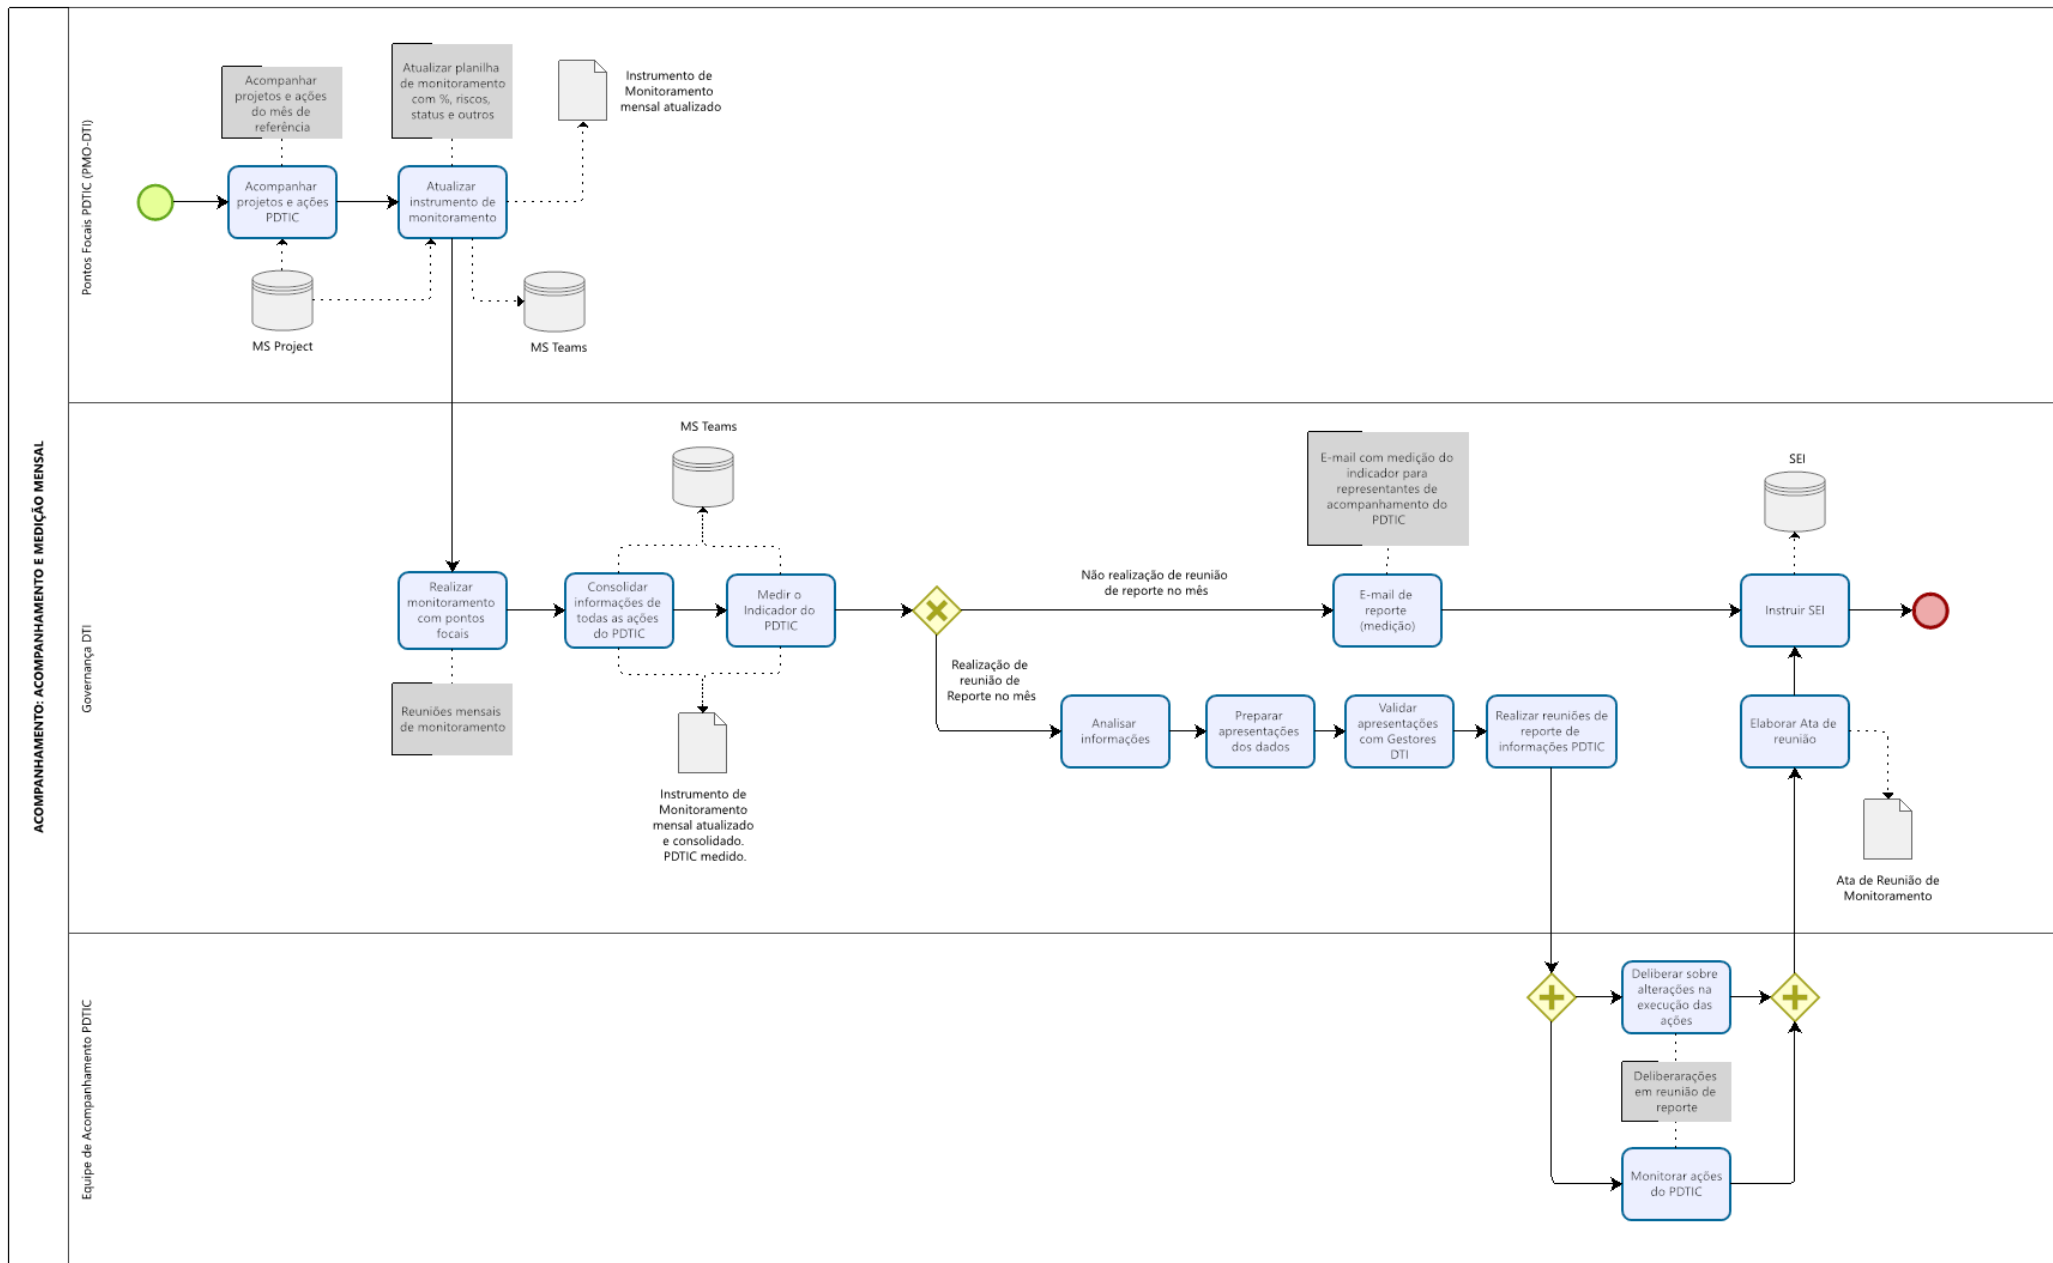 ACOMPANHAMENTO: ACOMPANHAMENTO E MEDIÇÃO MENSAL
Pontos Focais PDTIC (PMO-DTI)
Acompanhar
projetos e ações
do mês de
referência
Atualizar planilha
de monitoramento
com %, riscos,
status e outros
Instrumento de
Monitoramento
mensal atualizado
Acompanhar
projetos e ações
PDTIC
Atualizar
instrumento de
monitoramento
MS Project
MS Teams
Governança DTI
MS Teams
E-mail com medição do
indicador para
representantes de
acompanhamento do
PDTIC
SEI
Realizar
monitoramento
com pontos
focais
Consolidar
informações de
todas as ações
do PDTIC
Medir o
Indicador do
PDTIC
Não realização de reunião
de reporte no mês
E-mail de
reporte
(medição)
Instruir SEI
Realização de
reunião de
Reporte no mês
Reuniões mensais
de monitoramento
Analisar
informações
Preparar
apresentações
dos dados
Validar
apresentações
com Gestores
DTI
Realizar reuniões de
reporte de
informações PDTIC
Elaborar Ata de
reunião
Instrumento de
Monitoramento
mensal atualizado
e consolidado.
PDTIC medido.
Ata de Reunião de
Monitoramento
Equipe de Acompanhamento PDTIC
Deliberar sobre
alterações na
execução das
ações
Deliberarações
em reunião de
reporte
Monitorar ações
do PDTIC